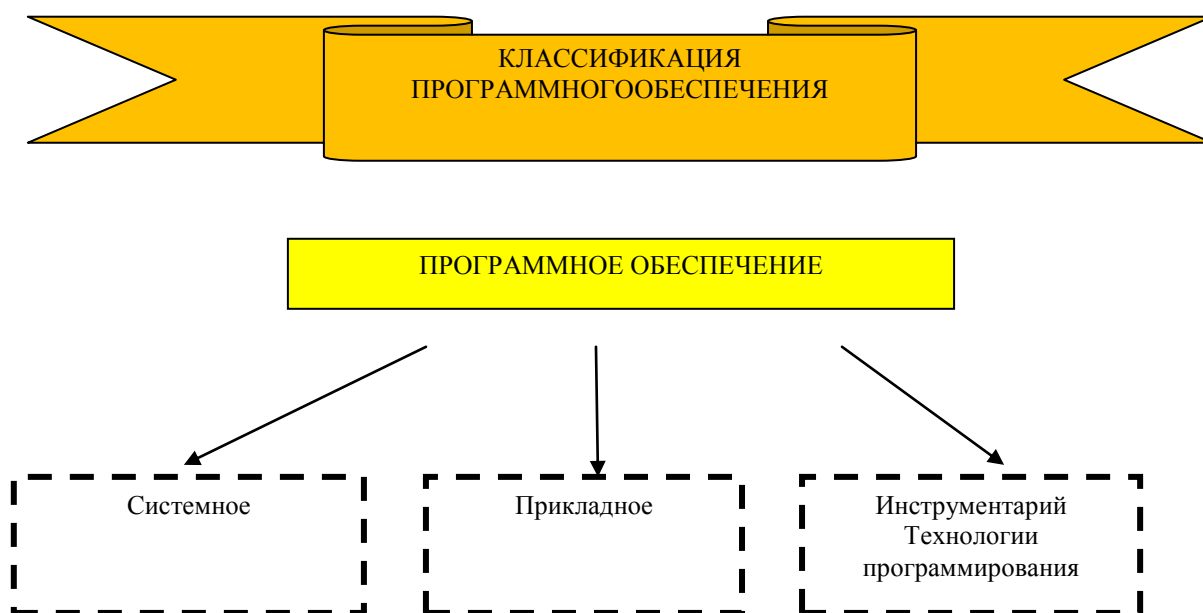 КЛАССИФИКАЦИЯ
ПРОГРАММНОГООБЕСПЕЧЕНИЯ
ПРОГРАММНОЕ ОБЕСПЕЧЕНИЕ
Системное
Прикладное
Инструментарий
Технологии
программирования